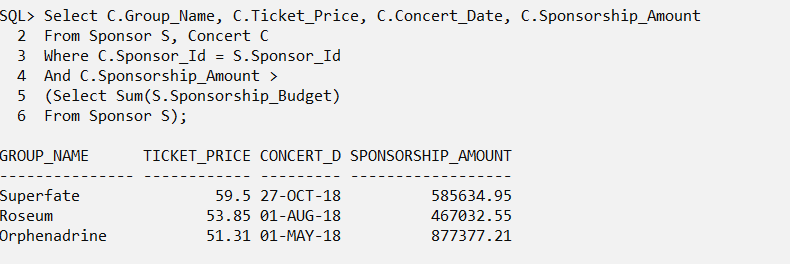 SQL> Select C.Group_Name, C.Ticket_Price, C.Concert_Date, C.Sponsorship_Amount
  2  From Sponsor S, Concert C
  3  Where C.Sponsor_Id = S.Sponsor_Id
  4  And C.Sponsorship_Amount >
  5  (Select Sum(S.Sponsorship_Budget)
  6  From Sponsor S);
GROUP_NAME      TICKET_PRICE CONCERT_D SPONSORSHIP_AMOUNT
--------------- ------------ --------- ------------------
Superfate               59.5 27-OCT-18          585634.95
Roseum                 53.85 01-AUG-18          467032.55
Orphenadrine           51.31 01-MAY-18          877377.21